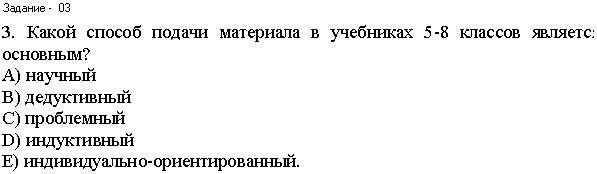 Задание - 03
3. Какой способ подачи материала в учебниках 5-8 классов являетс
основным?
A) научный
B) дедуктивный
C) проблемный
D) индуктивный
E) индивидуально-ориентированный.